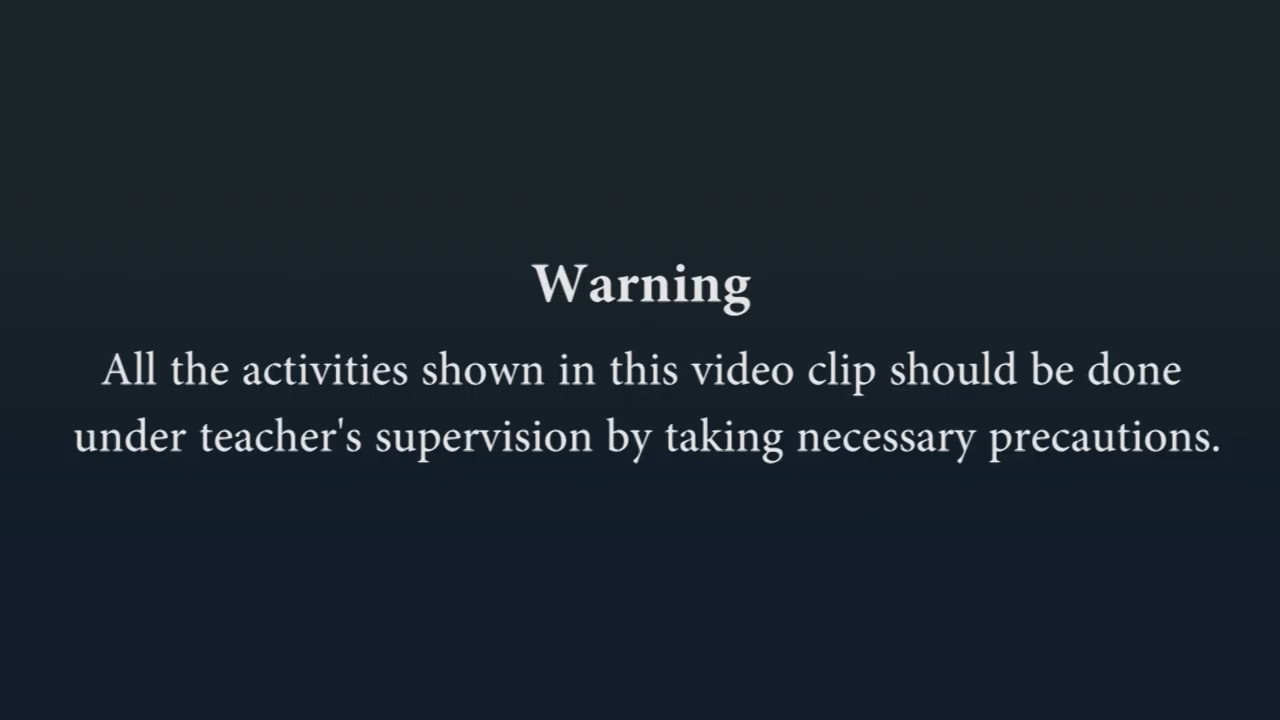 Warning
All the activities shown in this video clip should be done
under teacher's supervision by taking necessary precautions.